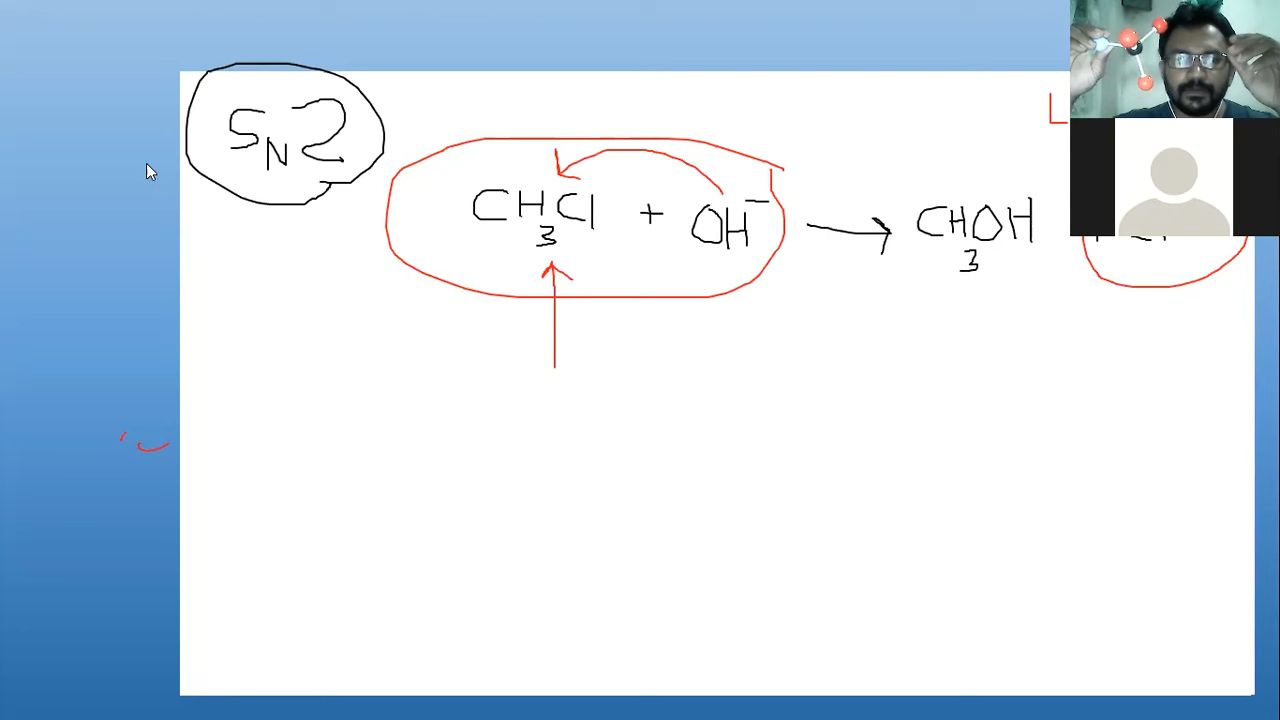 SN2
L
CH3Cl + OH⁻ → CH3OH